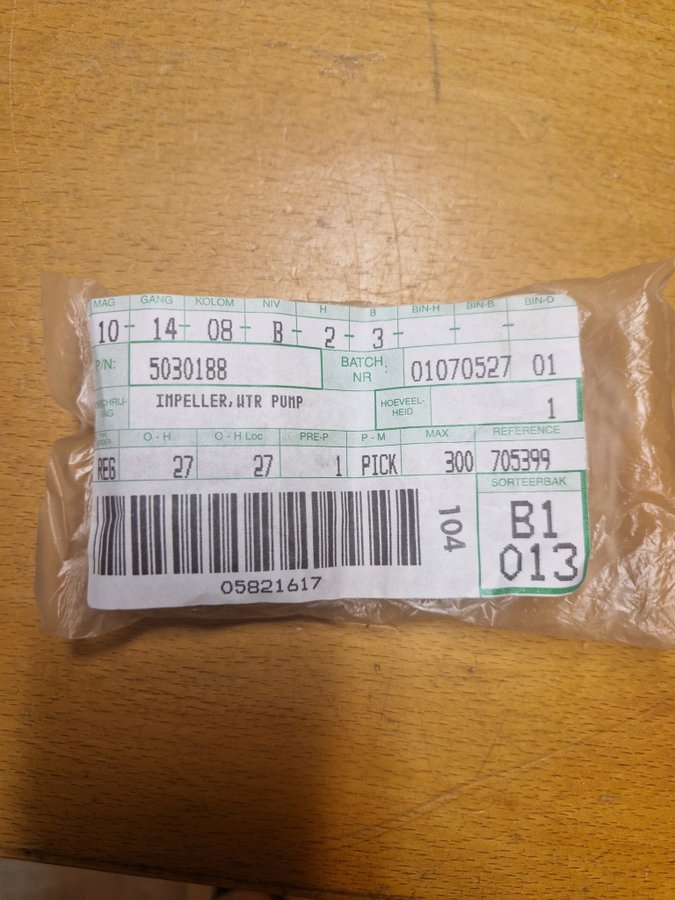 MAG GANG KOLOM NIV H B BIN-H BIN-B BIN-D
10 - 14 - 08 - B - 2 - 3 - - -
P/N: 5030188 BATCH. NR 01070527 01
IMPELLER,WTR PUMP HOEVEEL-HEID 1
O - H O - H Loc PRE-P P - M MAX REFERENCE
REG 27 27 1 PICK 300 705399
SORTEERBAK
B1
013
104
05821617